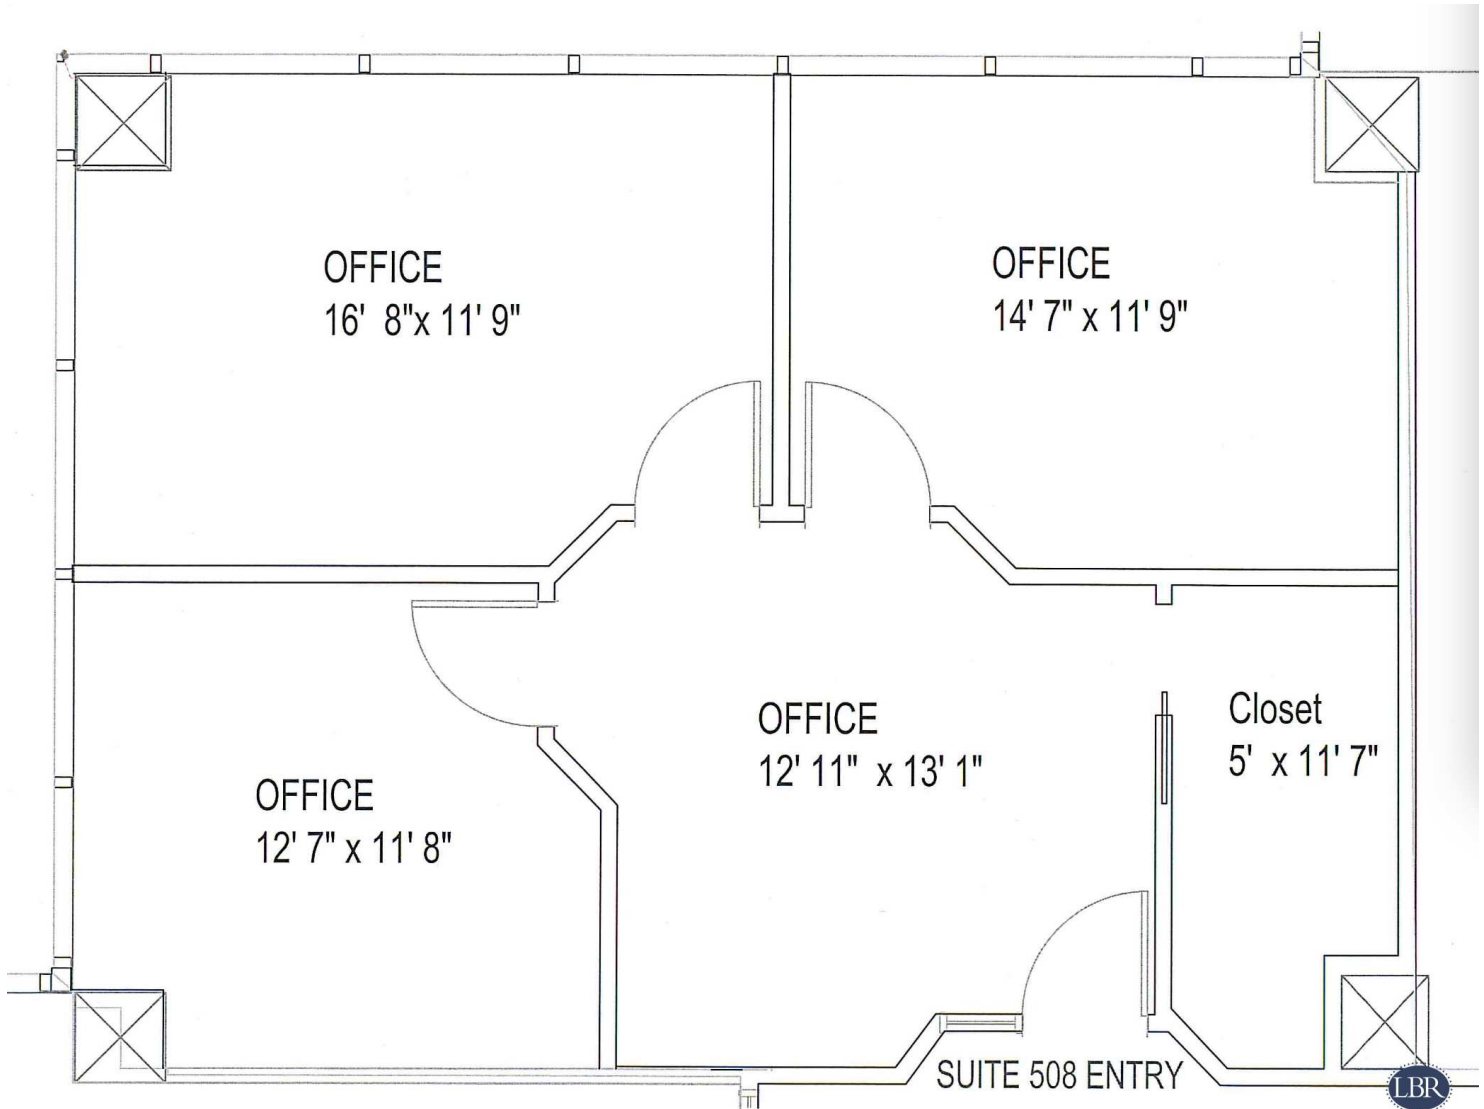 OFFICE
16' 8"x 11' 9"
OFFICE
14' 7" x 11' 9"
OFFICE
12' 11" x 13' 1"
Closet
5' x 11' 7"
OFFICE
12' 7" x 11' 8"
SUITE 508 ENTRY
LBR